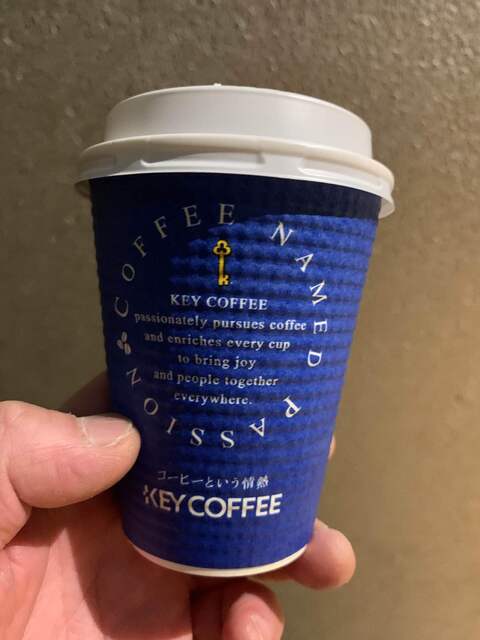 COFFEE NAMED PASSION
KEY COFFEE
passionately pursues coffee
and enriches every cup
to bring joy
and people together
everywhere.
コーヒーという情熱
KEY COFFEE